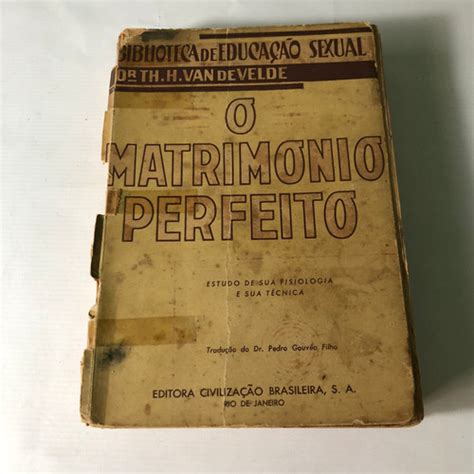 BIBLIOTECA DE EDUCAÇÃO SEXUAL
DR TH. H. VAN DE VELDE
O
MATRIMONIO
PERFEITO
ESTUDO DE SUA FISIOLOGIA
E SUA TÉCNICA
Tradução do Dr. Pedro Gouvêa Filho
EDITORA CIVILIZAÇÃO BRASILEIRA, S. A.
RIO DE JANEIRO